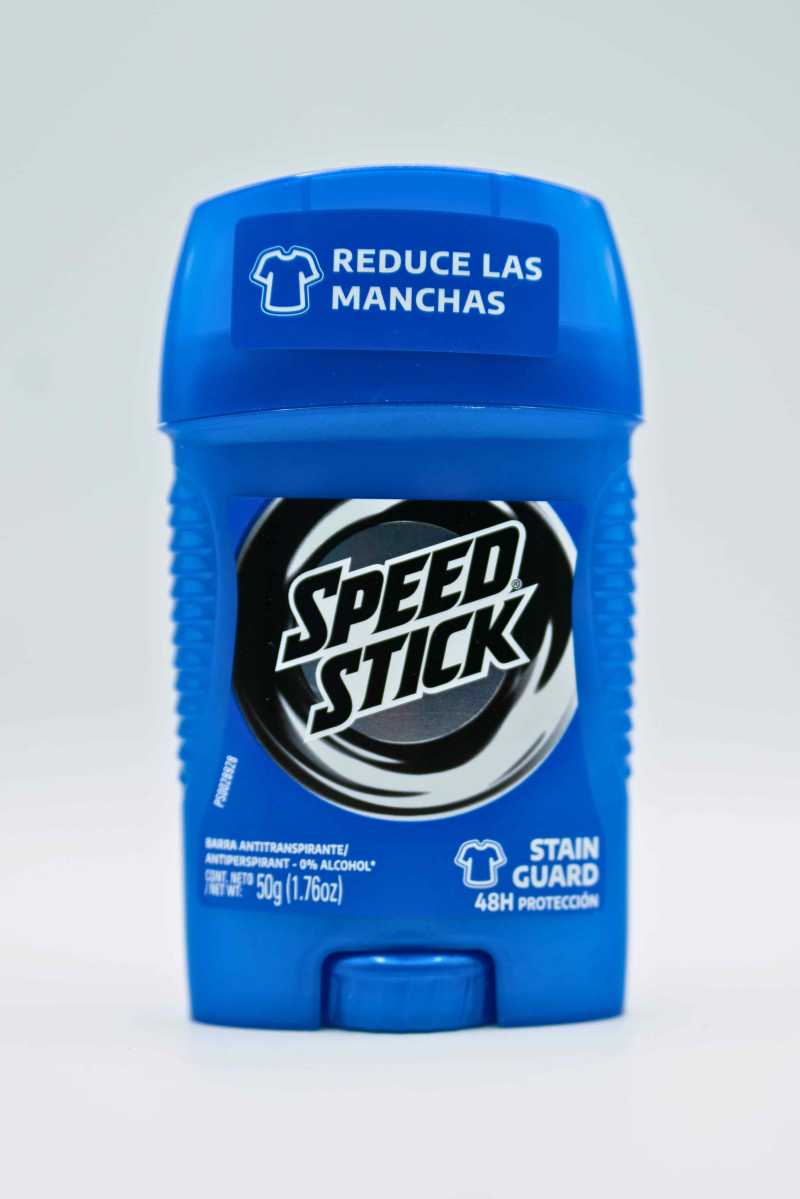 REDUCE LAS
MANCHAS
SPEED
STICK®
PS0028928
BARRA ANTITRANSPIRANTE/
ANTIPERSPIRANT - 0% ALCOHOL*
CONT. NETO
/NET WT: 50g (1.76oz)
STAIN
GUARD
48H PROTECCIÓN